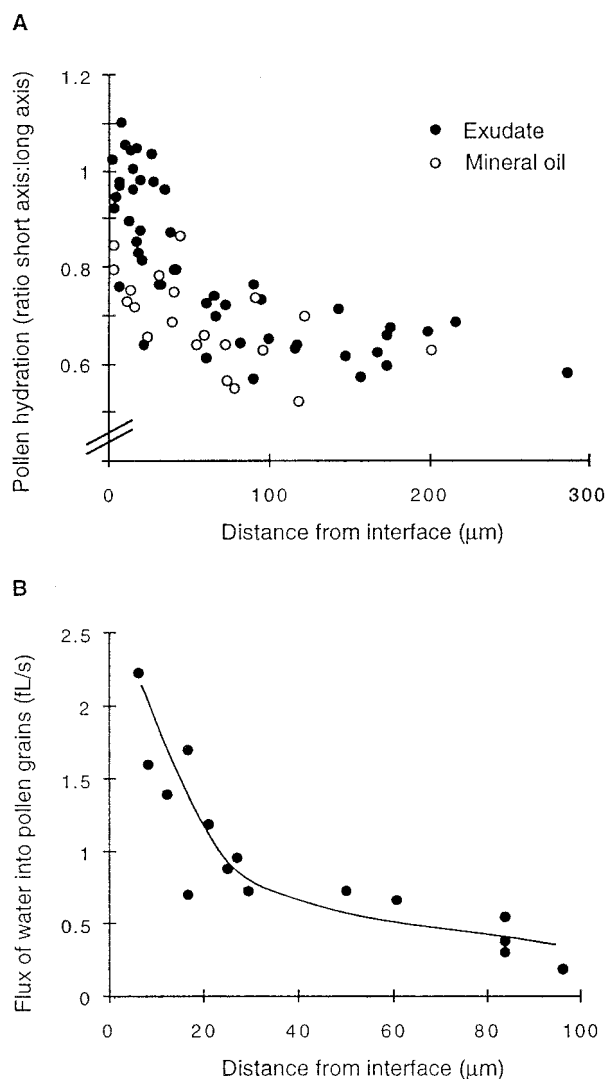 A
Pollen hydration (ratio short axis:long axis)
1.2
1
0.8
0.6
Exudate
Mineral oil
0 100 200 300
Distance from interface (µm)
B
Flux of water into pollen grains (fL/s)
2.5
2
1.5
1
0.5
0
0 20 40 60 80 100
Distance from interface (µm)